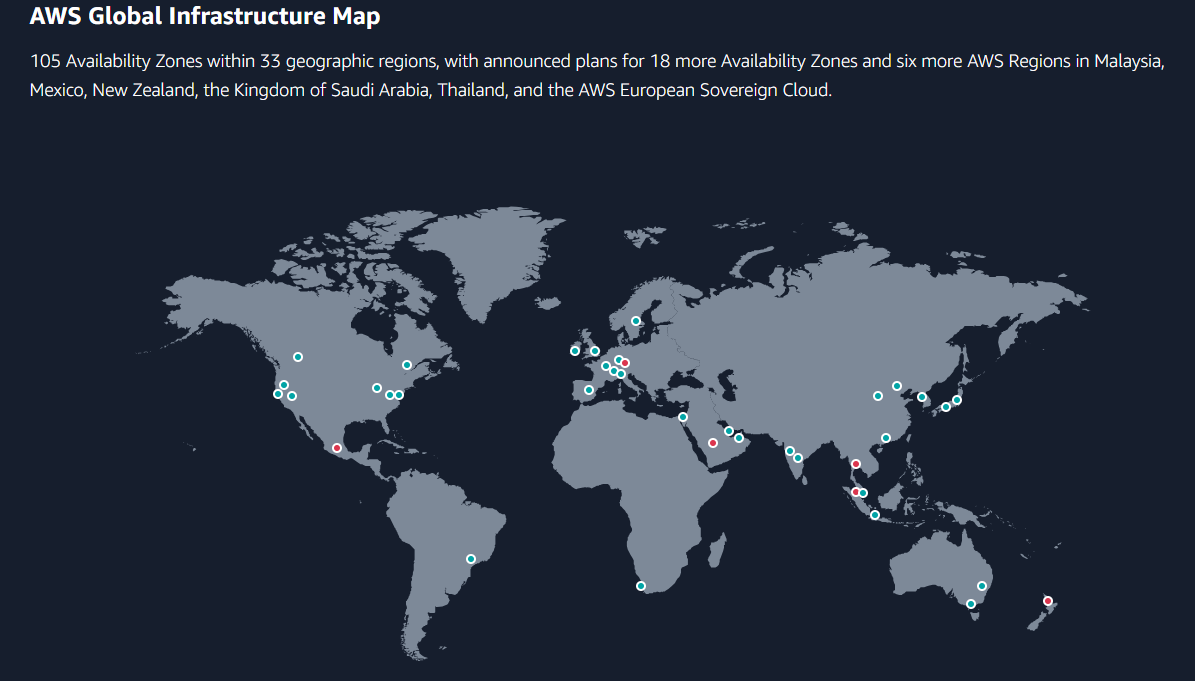 AWS Global Infrastructure Map
105 Availability Zones within 33 geographic regions, with announced plans for 18 more Availability Zones and six more AWS Regions in Malaysia,
Mexico, New Zealand, the Kingdom of Saudi Arabia, Thailand, and the AWS European Sovereign Cloud.